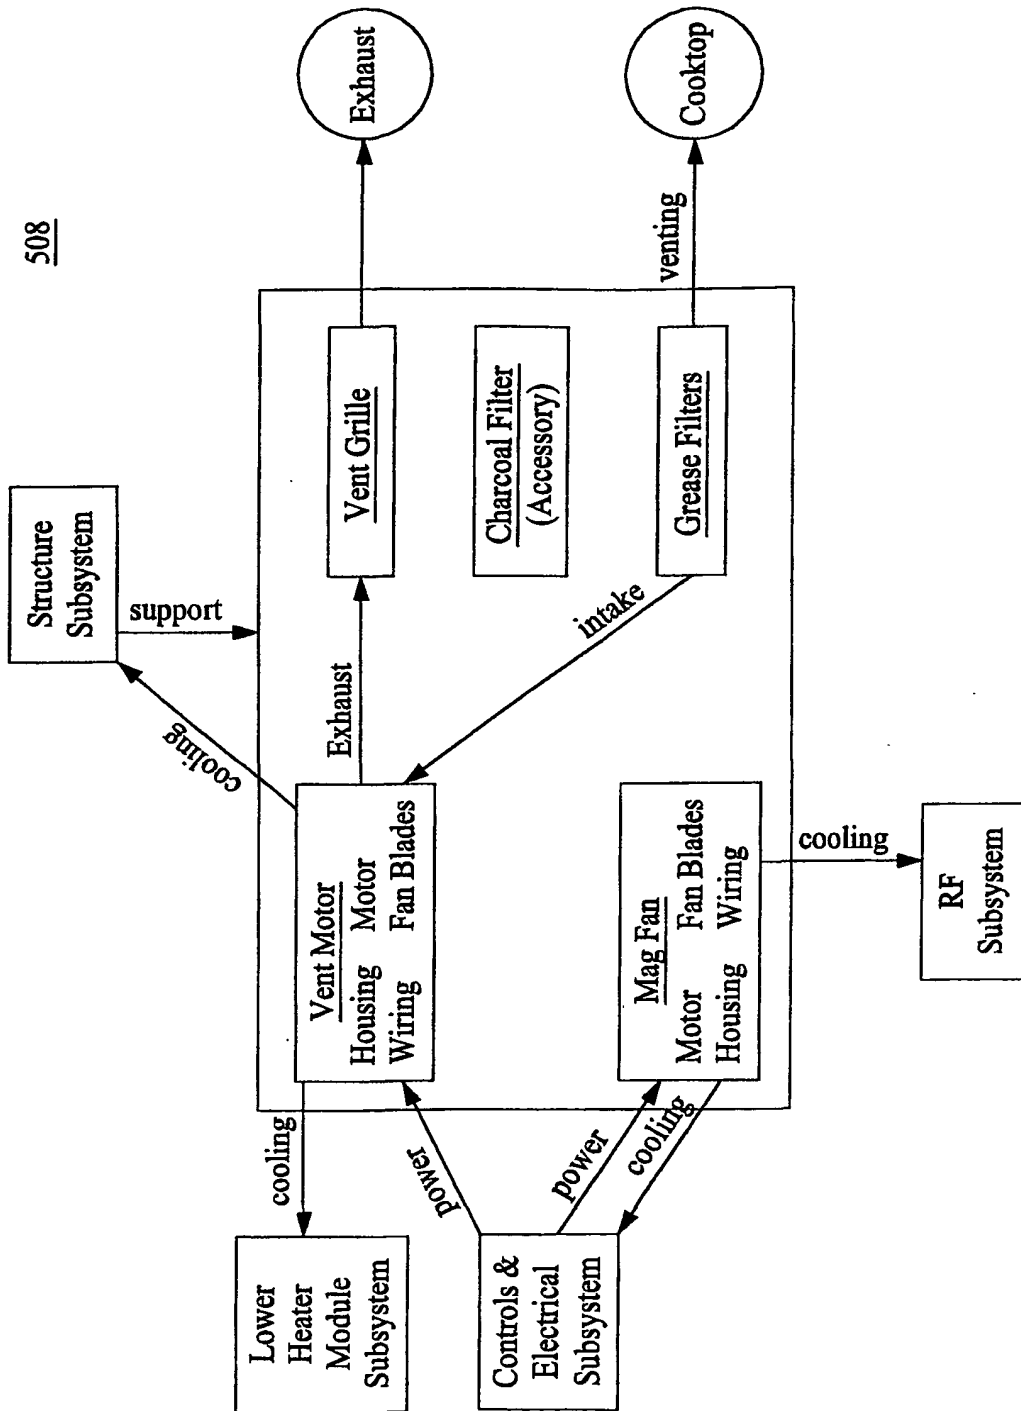 508
Structure
Subsystem
support
cooling
Exhaust
Vent Grille
Exhaust
Vent Motor
Housing Motor
Wiring Fan Blades
cooling
Lower
Heater
Module
Subsystem
Charcoal Filter
(Accessory)
intake
Grease Filters
venting
Cooktop
power
Controls &
Electrical
Subsystem
power
cooling
Mag Fan
Motor Fan Blades
Housing Wiring
cooling
RF
Subsystem